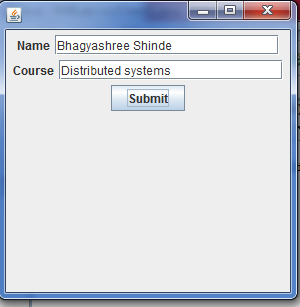 Name Bhagyashree Shinde
Course Distributed systems
Submit